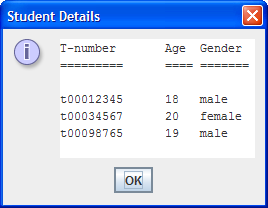 Student Details
T-number Age Gender
========= ==== =======
t00012345 18 male
t00034567 20 female
t00098765 19 male
OK